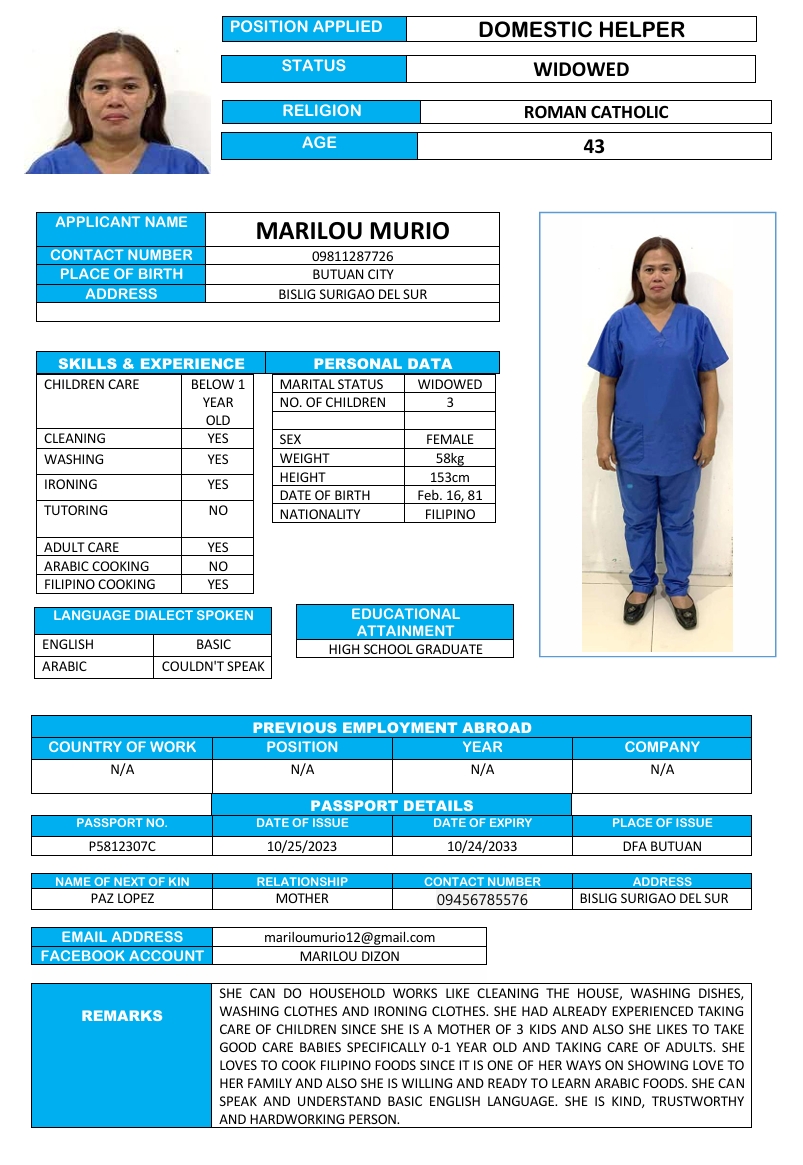 POSITION APPLIED DOMESTIC HELPER
STATUS WIDOWED
RELIGION ROMAN CATHOLIC
AGE 43
APPLICANT NAME MARILOU MURIO
CONTACT NUMBER 09811287726
PLACE OF BIRTH BUTUAN CITY
ADDRESS BISLIG SURIGAO DEL SUR
SKILLS & EXPERIENCE PERSONAL DATA
CHILDREN CARE BELOW 1
YEAR
OLD
CLEANING YES
WASHING YES
IRONING YES
TUTORING NO
ADULT CARE YES
ARABIC COOKING NO
FILIPINO COOKING YES
MARITAL STATUS WIDOWED
NO. OF CHILDREN 3
SEX FEMALE
WEIGHT 58kg
HEIGHT 153cm
DATE OF BIRTH Feb. 16, 81
NATIONALITY FILIPINO
LANGUAGE DIALECT SPOKEN
ENGLISH BASIC
ARABIC COULDN'T SPEAK
EDUCATIONAL
ATTAINMENT
HIGH SCHOOL GRADUATE
PREVIOUS EMPLOYMENT ABROAD
COUNTRY OF WORK POSITION YEAR COMPANY
N/A N/A N/A N/A
PASSPORT DETAILS
PASSPORT NO. DATE OF ISSUE DATE OF EXPIRY PLACE OF ISSUE
P5812307C 10/25/2023 10/24/2033 DFA BUTUAN
NAME OF NEXT OF KIN RELATIONSHIP CONTACT NUMBER ADDRESS
PAZ LOPEZ MOTHER 09456785576 BISLIG SURIGAO DEL SUR
EMAIL ADDRESS mariloumurio12@gmail.com
FACEBOOK ACCOUNT MARILOU DIZON
REMARKS
SHE CAN DO HOUSEHOLD WORKS LIKE CLEANING THE HOUSE, WASHING DISHES,
WASHING CLOTHES AND IRONING CLOTHES. SHE HAD ALREADY EXPERIENCED TAKING
CARE OF CHILDREN SINCE SHE IS A MOTHER OF 3 KIDS AND ALSO SHE LIKES TO TAKE
GOOD CARE BABIES SPECIFICALLY 0-1 YEAR OLD AND TAKING CARE OF ADULTS. SHE
LOVES TO COOK FILIPINO FOODS SINCE IT IS ONE OF HER WAYS ON SHOWING LOVE TO
HER FAMILY AND ALSO SHE IS WILLING AND READY TO LEARN ARABIC FOODS. SHE CAN
SPEAK AND UNDERSTAND BASIC ENGLISH LANGUAGE. SHE IS KIND, TRUSTWORTHY
AND HARDWORKING PERSON.